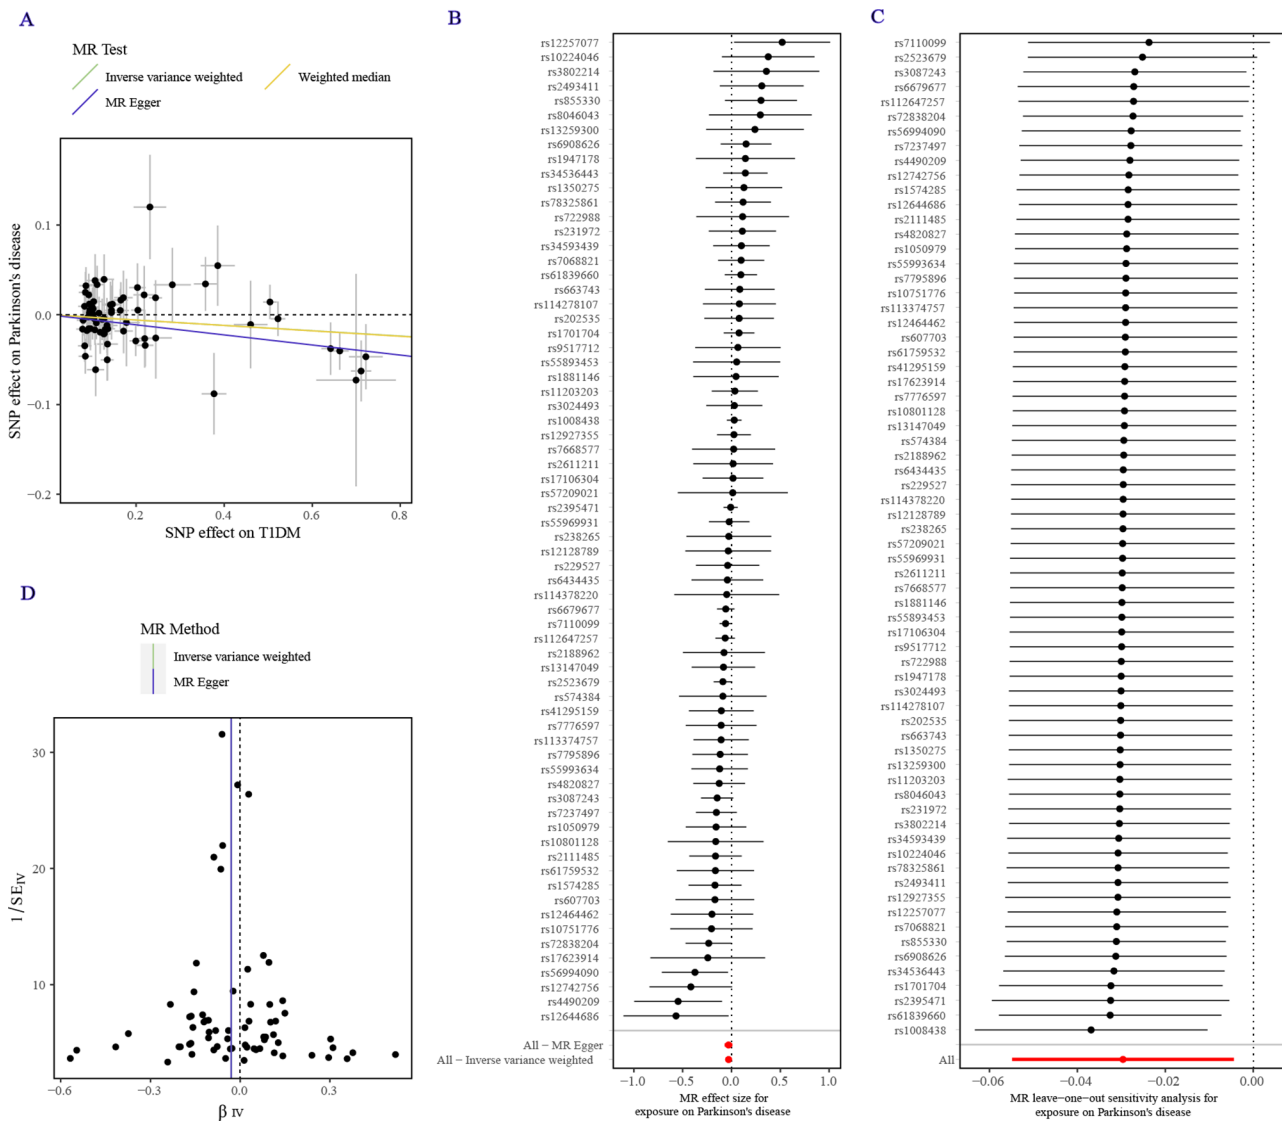 A
MR Test
Inverse variance weighted
Weighted median
MR Egger
SNP effect on Parkinson's disease
0.1
0.0
−0.1
−0.2
0.2
0.4
0.6
0.8
SNP effect on T1DM
B
rs12257077
rs10224046
rs3802214
rs2493411
rs855330
rs8046043
rs13259300
rs6908626
rs1947178
rs34536443
rs1350275
rs78325861
rs722988
rs231972
rs34593439
rs7068821
rs61839660
rs663743
rs114278107
rs202535
rs1701704
rs9517712
rs55893453
rs1881146
rs11203203
rs3024493
rs1008438
rs12927355
rs7668577
rs2611211
rs17106304
rs57209021
rs2395471
rs55969931
rs238265
rs12128789
rs229527
rs6434435
rs114378220
rs6679677
rs7110099
rs112647257
rs2188962
rs13147049
rs2523679
rs574384
rs41295159
rs7776597
rs113374757
rs7795896
rs55993634
rs4820827
rs3087243
rs7237497
rs1050979
rs10801128
rs2111485
rs61759532
rs1574285
rs607703
rs12464462
rs10751776
rs72838204
rs17623914
rs56994090
rs12742756
rs4490209
rs12644686
All − MR Egger
All − Inverse variance weighted
−1.0
−0.5
0.0
0.5
1.0
MR effect size for
exposure on Parkinson's disease
C
rs7110099
rs2523679
rs3087243
rs6679677
rs112647257
rs72838204
rs56994090
rs7237497
rs4490209
rs12742756
rs1574285
rs12644686
rs2111485
rs4820827
rs1050979
rs55993634
rs7795896
rs10751776
rs113374757
rs12464462
rs607703
rs61759532
rs41295159
rs17623914
rs7776597
rs10801128
rs13147049
rs574384
rs2188962
rs6434435
rs229527
rs114378220
rs12128789
rs238265
rs57209021
rs55969931
rs2611211
rs7668577
rs1881146
rs55893453
rs17106304
rs9517712
rs722988
rs1947178
rs3024493
rs114278107
rs202535
rs663743
rs1350275
rs13259300
rs11203203
rs8046043
rs231972
rs3802214
rs34593439
rs10224046
rs78325861
rs2493411
rs12927355
rs12257077
rs7068821
rs855330
rs6908626
rs34536443
rs1701704
rs2395471
rs61839660
rs1008438
All
−0.06
−0.04
−0.02
0.00
MR leave−one−out sensitivity analysis for
exposure on Parkinson's disease
D
MR Method
Inverse variance weighted
MR Egger
1/SEIV
30
20
10
−0.6
−0.3
0.0
0.3
β IV